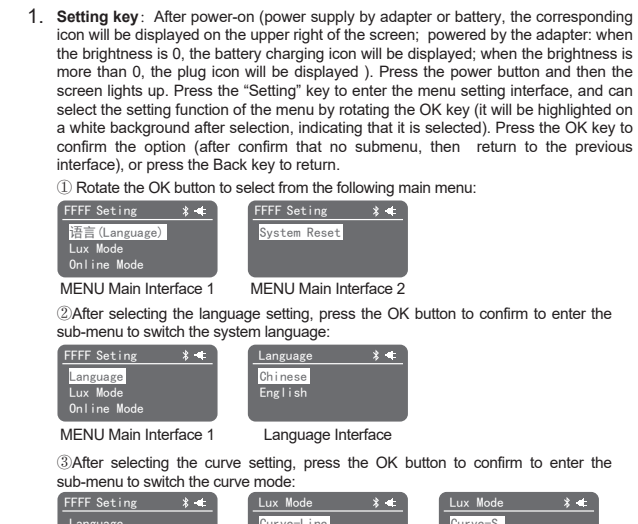 1. Setting key：After power-on (power supply by adapter or battery, the corresponding
icon will be displayed on the upper right of the screen; powered by the adapter: when
the brightness is 0, the battery charging icon will be displayed; when the brightness is
more than 0, the plug icon will be displayed ). Press the power button and then the
screen lights up. Press the “Setting” key to enter the menu setting interface, and can
select the setting function of the menu by rotating the OK key (it will be highlighted on
a white background after selection, indicating that it is selected). Press the OK key to
confirm the option (after confirm that no submenu, then return to the previous
interface), or press the Back key to return.
① Rotate the OK button to select from the following main menu:
FFFF Seting
语言(Language)
Lux Mode
Online Mode
FFFF Seting
System Reset
MENU Main Interface 1
MENU Main Interface 2
②After selecting the language setting, press the OK button to confirm to enter the
sub-menu to switch the system language:
FFFF Seting
Language
Lux Mode
Online Mode
Language
Chinese
English
MENU Main Interface 1
Language Interface
③After selecting the curve setting, press the OK button to confirm to enter the
sub-menu to switch the curve mode:
FFFF Seting
Language
Lux Mode
Curve-Line
Lux Mode
Curve-S